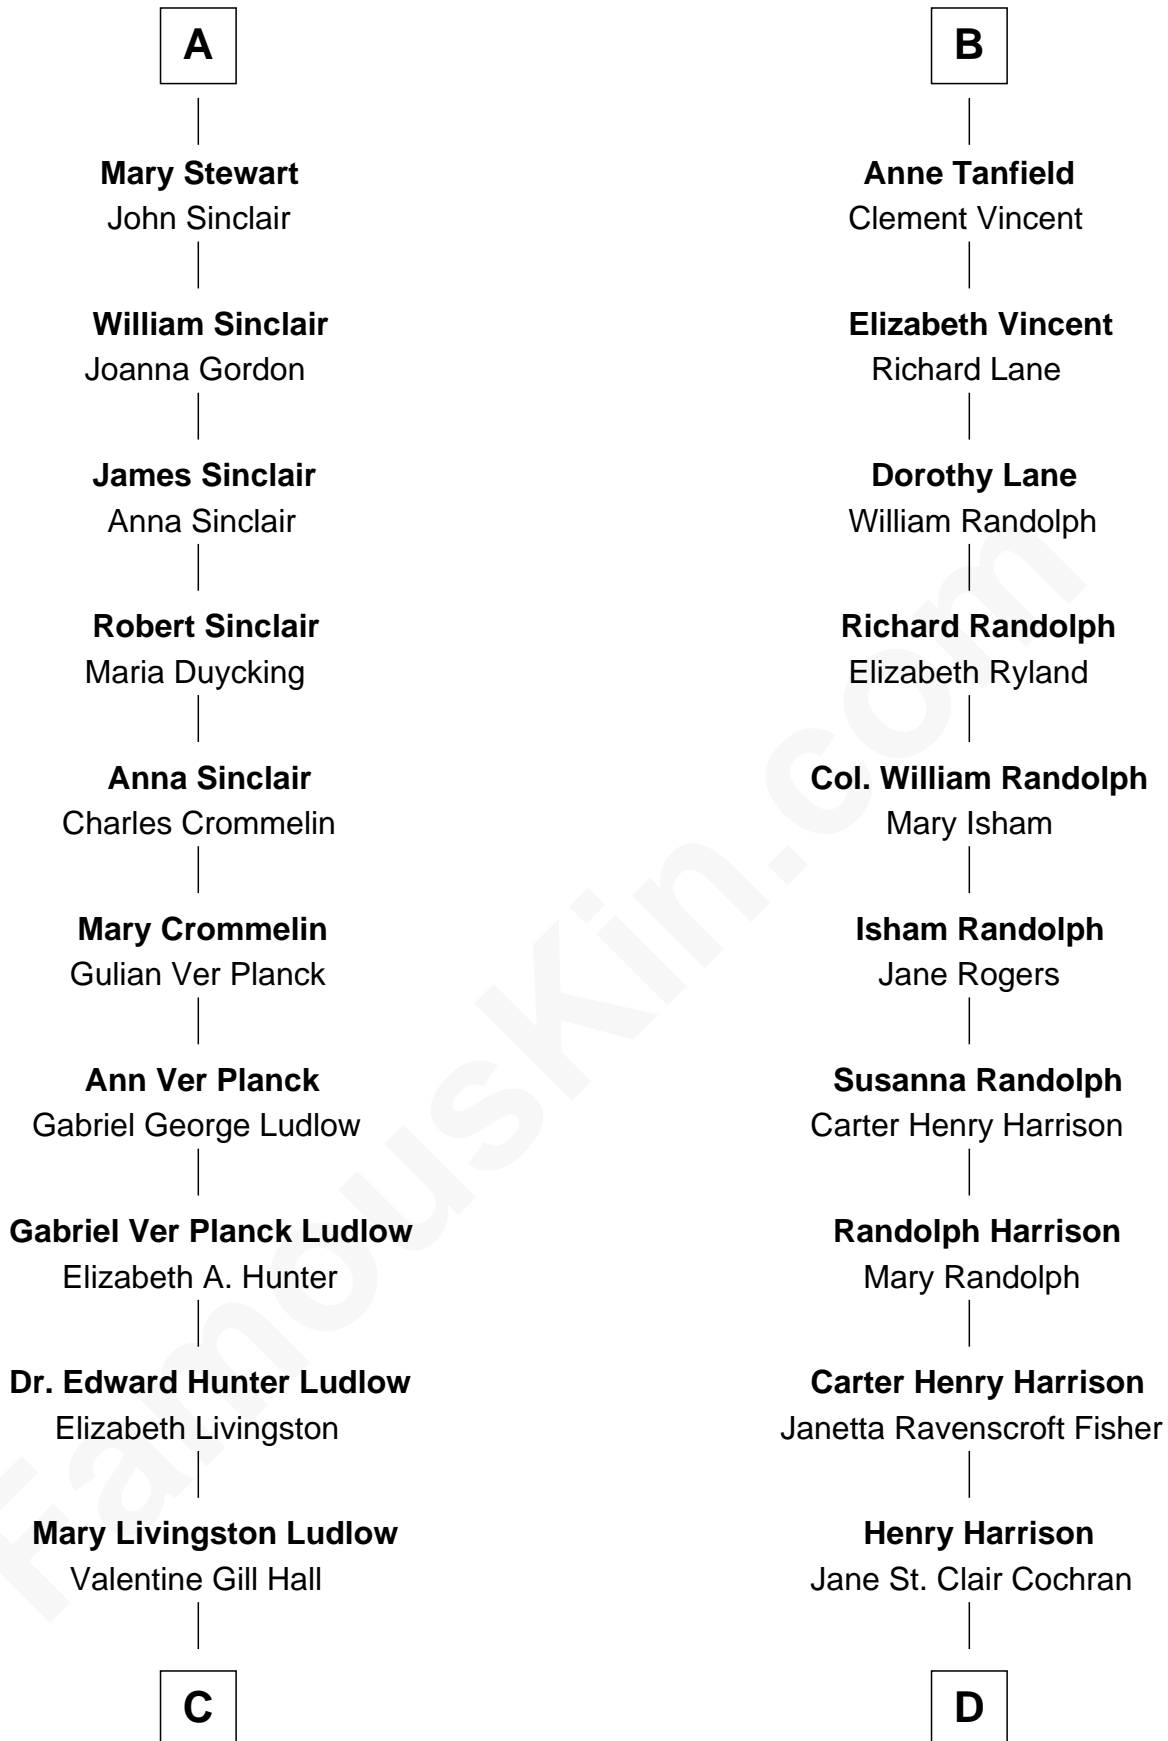 A
Mary Stewart
John Sinclair
William Sinclair
Joanna Gordon
James Sinclair
Anna Sinclair
Robert Sinclair
Maria Duycking
Anna Sinclair
Charles Crommelin
Mary Crommelin
Gulian Ver Planck
Ann Ver Planck
Gabriel George Ludlow
Gabriel Ver Planck Ludlow
Elizabeth A. Hunter
Dr. Edward Hunter Ludlow
Elizabeth Livingston
Mary Livingston Ludlow
Valentine Gill Hall
C
B
Anne Tanfield
Clement Vincent
Elizabeth Vincent
Richard Lane
Dorothy Lane
William Randolph
Richard Randolph
Elizabeth Ryland
Col. William Randolph
Mary Isham
Isham Randolph
Jane Rogers
Susanna Randolph
Carter Henry Harrison
Randolph Harrison
Mary Randolph
Carter Henry Harrison
Janetta Ravenscroft Fisher
Henry Harrison
Jane St. Clair Cochran
D
FamousKin.com